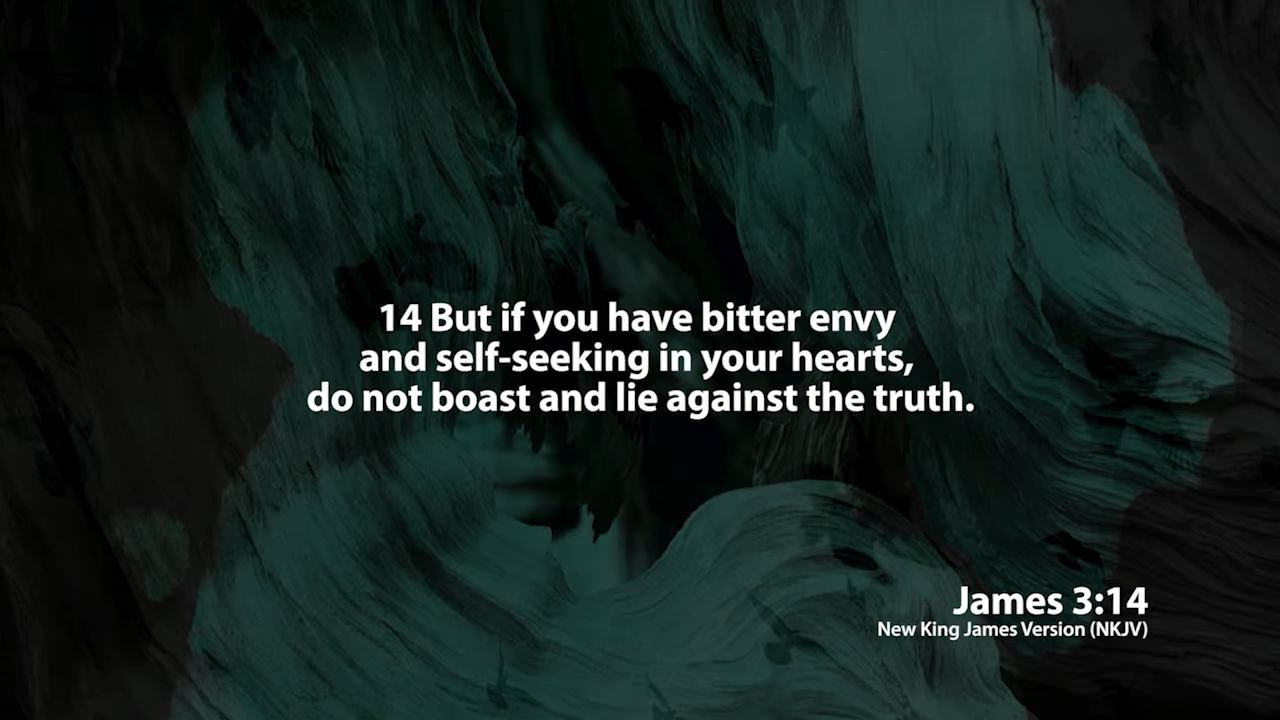 14 But if you have bitter envy
and self-seeking in your hearts,
do not boast and lie against the truth.
James 3:14
New King James Version (NKJV)